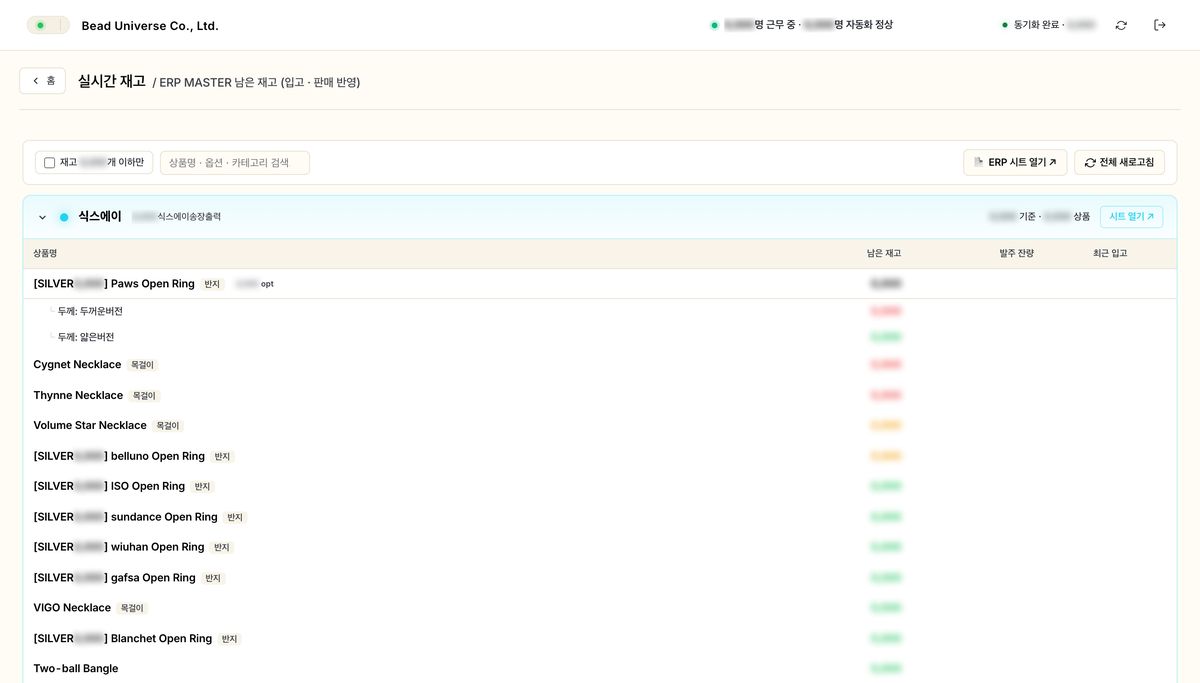 Bead Universe Co., Ltd.
명 근무 중 · 명 자동화 정상
동기화 완료 ·
홈
실시간 재고 / ERP MASTER 남은 재고 (입고 · 판매 반영)
재고 개 이하만
상품명 · 옵션 · 카테고리 검색
ERP 시트 열기 ↗
전체 새로고침
식스에이 식스에이송장출력
기준 · 상품
시트 열기 ↗
상품명 남은 재고 발주 잔량 최근 입고
[SILVER ] Paws Open Ring 반지 opt
두께: 두꺼운버전
두께: 얇은버전
Cygnet Necklace 목걸이
Thynne Necklace 목걸이
Volume Star Necklace 목걸이
[SILVER ] belluno Open Ring 반지
[SILVER ] ISO Open Ring 반지
[SILVER ] sundance Open Ring 반지
[SILVER ] wiuhan Open Ring 반지
[SILVER ] gafsa Open Ring 반지
VIGO Necklace 목걸이
[SILVER ] Blanchet Open Ring 반지
Two-ball Bangle